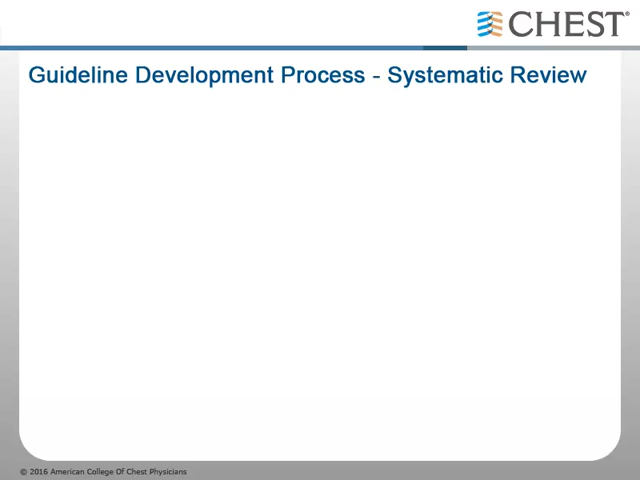 CHEST®
Guideline Development Process - Systematic Review
© 2016 American College Of Chest Physicians